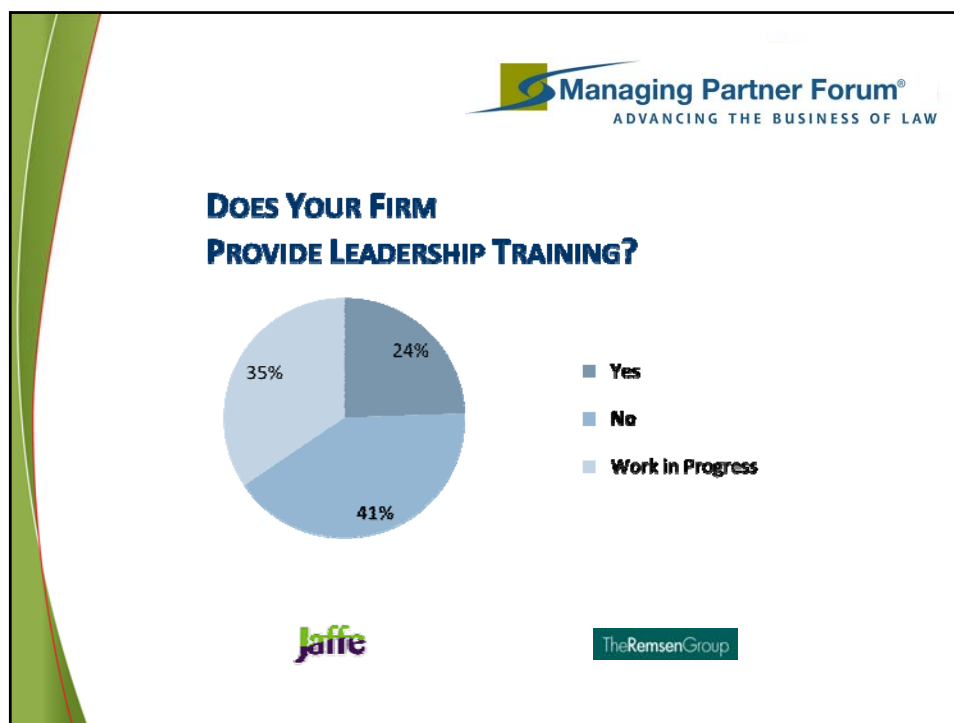 Managing Partner Forum®
ADVANCING THE BUSINESS OF LAW
DOES YOUR FIRM
PROVIDE LEADERSHIP TRAINING?
24%
35%
41%
Yes
No
Work in Progress
Jaffe
TheRemsenGroup